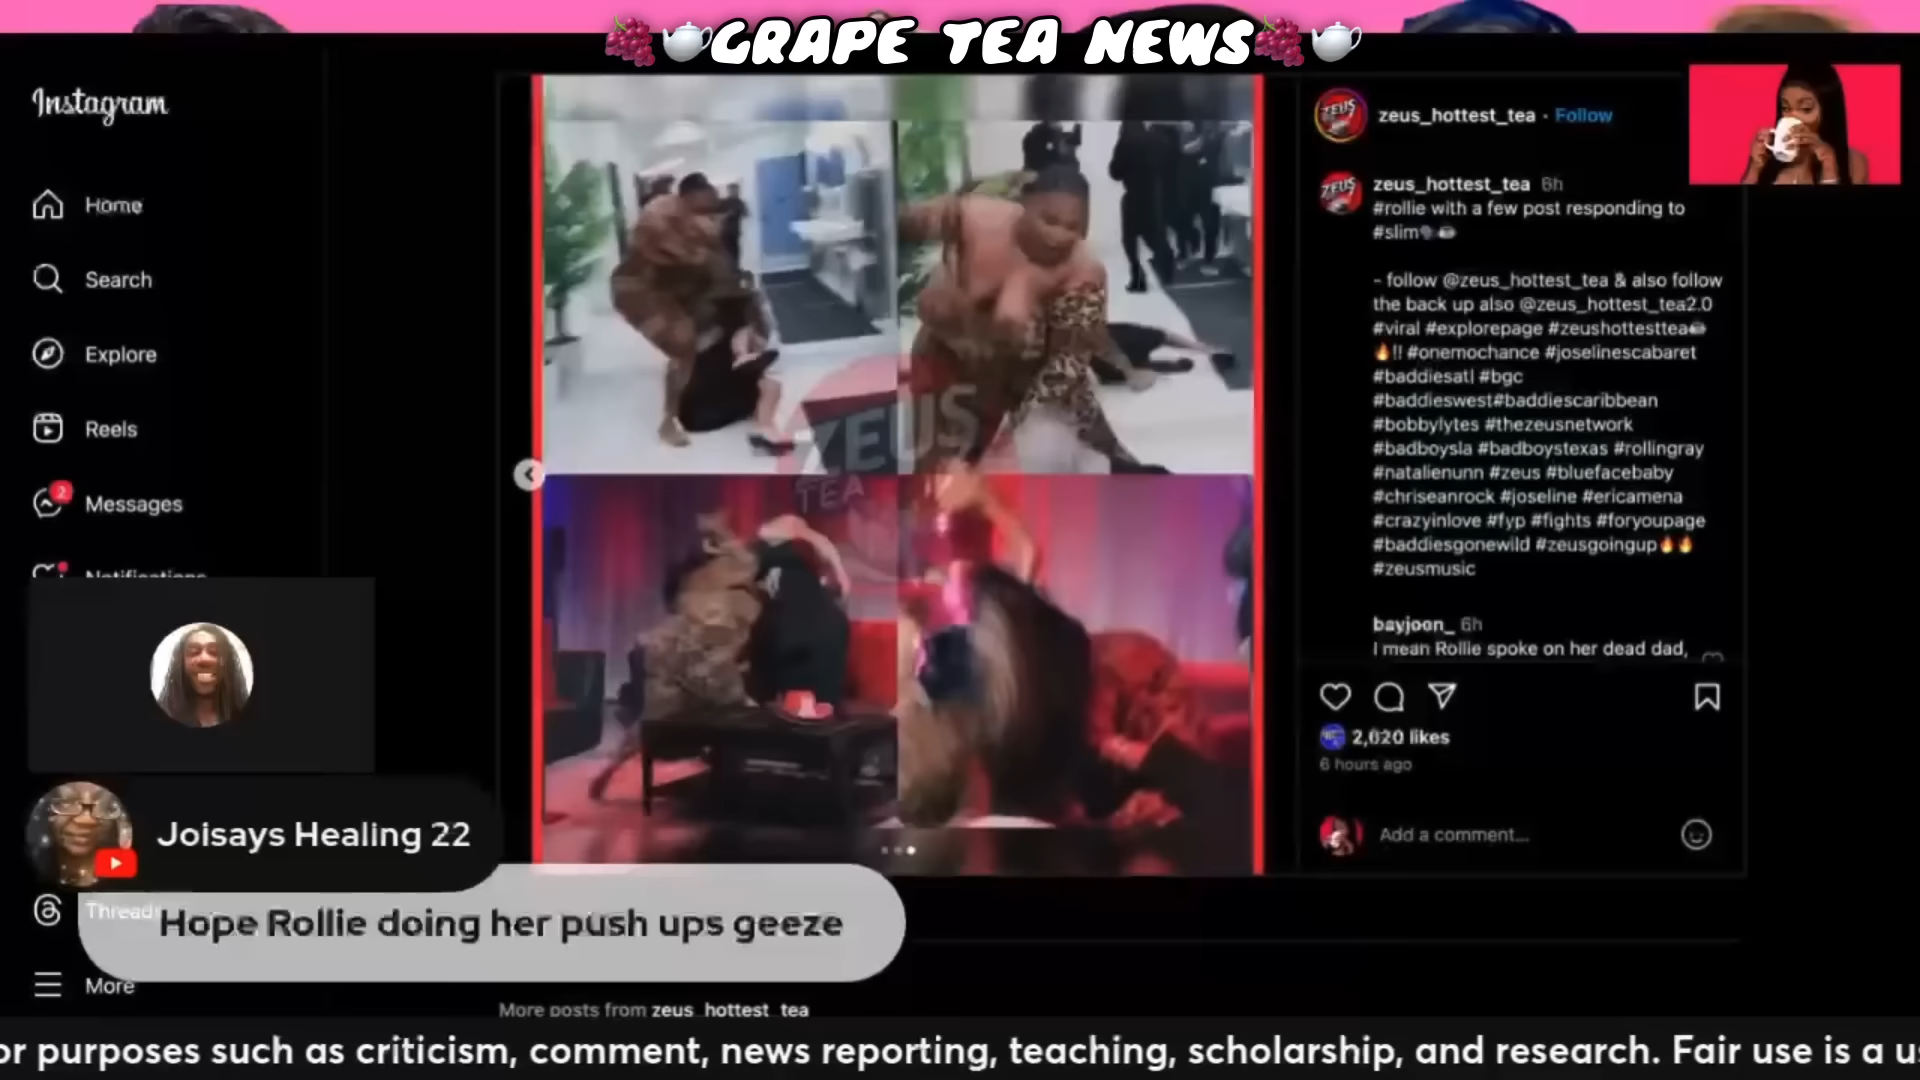 GRAPE TEA NEWS
Instagram
Home
Search
Explore
Reels
2
Messages
Notifications
Threads
More
ZEUS
TEA
zeus_hottest_tea · Follow
zeus_hottest_tea 6h
#rollie with a few post responding to
#slim
- follow @zeus_hottest_tea & also follow
the back up also @zeus_hottest_tea2.0
#viral #explorepage #zeushottesttea
🔥!! #onemochance #joselinescabaret
#baddiesatl #bgc
#baddieswest#baddiescaribbean
#bobbylytes #thezeusnetwork
#badboysla #badboystexas #rollingray
#natalienunn #zeus #bluefacebaby
#chriseanrock #joseline #ericamena
#crazyinlove #fyp #fights #foryoupage
#baddiesgonewild #zeusgoingup🔥🔥
#zeusmusic
bayjoon_ 6h
I mean Rollie spoke on her dead dad,
2,020 likes
6 hours ago
Add a comment...
Joisays Healing 22
Hope Rollie doing her push ups geeze
More posts from zeus_hottest_tea
or purposes such as criticism, comment, news reporting, teaching, scholarship, and research. Fair use is a us